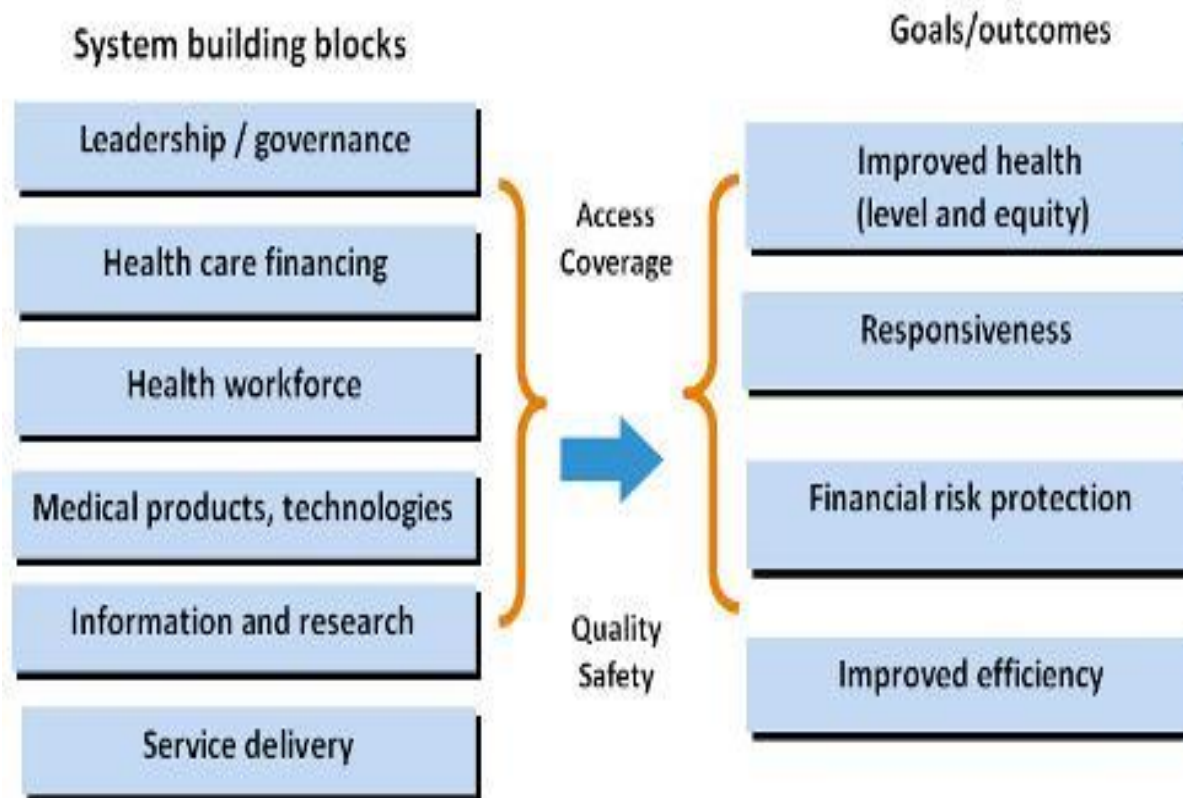 System building blocks
Leadership / governance
Health care financing
Health workforce
Medical products, technologies
Information and research
Service delivery
Access
Coverage
Quality
Safety
Goals/outcomes
Improved health
(level and equity)
Responsiveness
Financial risk protection
Improved efficiency